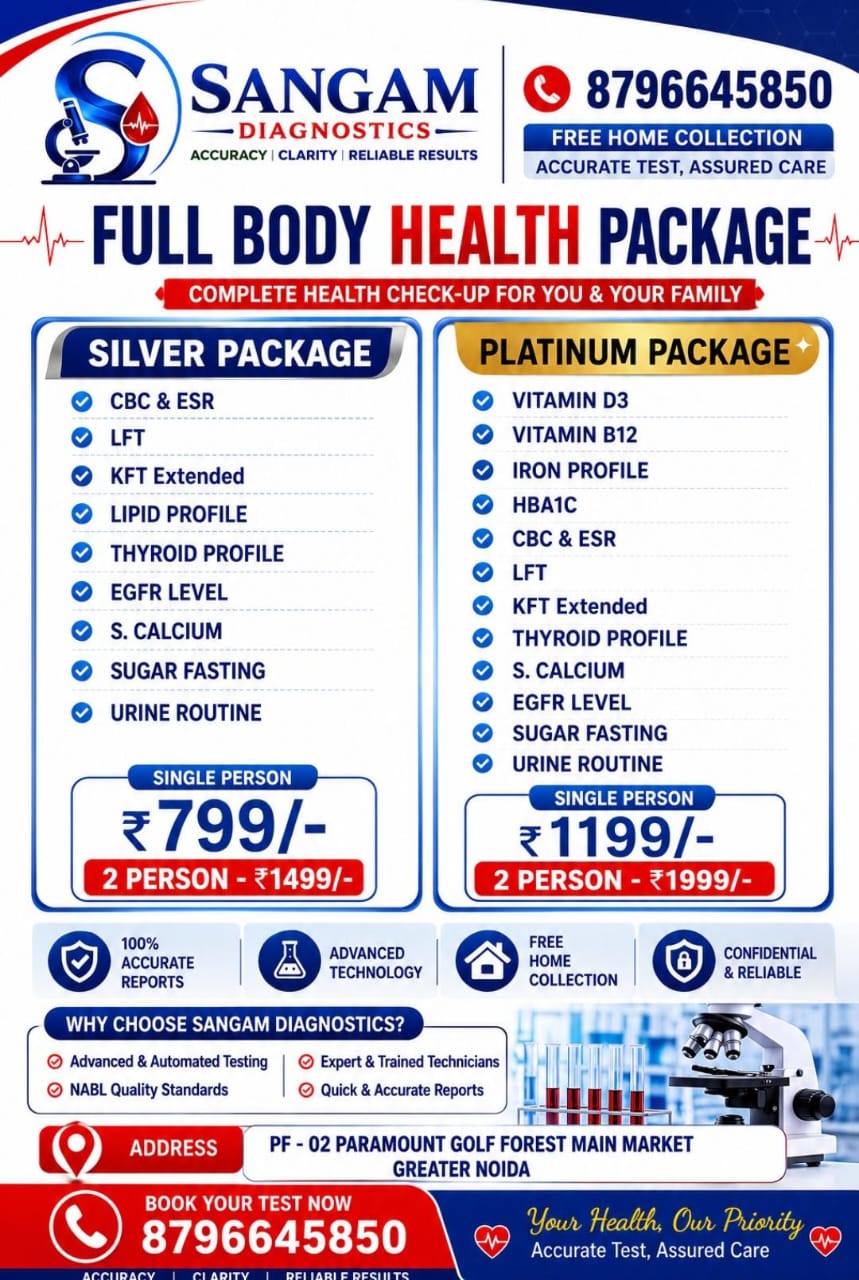 SANGAM
DIAGNOSTICS
ACCURACY | CLARITY | RELIABLE RESULTS
8796645850
FREE HOME COLLECTION
ACCURATE TEST, ASSURED CARE
FULL BODY HEALTH PACKAGE
COMPLETE HEALTH CHECK-UP FOR YOU & YOUR FAMILY
SILVER PACKAGE
CBC & ESR
LFT
KFT Extended
LIPID PROFILE
THYROID PROFILE
EGFR LEVEL
S. CALCIUM
SUGAR FASTING
URINE ROUTINE
SINGLE PERSON
₹799/-
2 PERSON - ₹1499/-
PLATINUM PACKAGE
VITAMIN D3
VITAMIN B12
IRON PROFILE
HBA1C
CBC & ESR
LFT
KFT Extended
THYROID PROFILE
S. CALCIUM
EGFR LEVEL
SUGAR FASTING
URINE ROUTINE
SINGLE PERSON
₹1199/-
2 PERSON - ₹1999/-
100%
ACCURATE
REPORTS
ADVANCED
TECHNOLOGY
FREE
HOME
COLLECTION
CONFIDENTIAL
& RELIABLE
WHY CHOOSE SANGAM DIAGNOSTICS?
Advanced & Automated Testing
NABL Quality Standards
Expert & Trained Technicians
Quick & Accurate Reports
ADDRESS
PF - 02 PARAMOUNT GOLF FOREST MAIN MARKET
GREATER NOIDA
BOOK YOUR TEST NOW
8796645850
Your Health, Our Priority
Accurate Test, Assured Care
ACCURACY | CLARITY | RELIABLE RESULTS